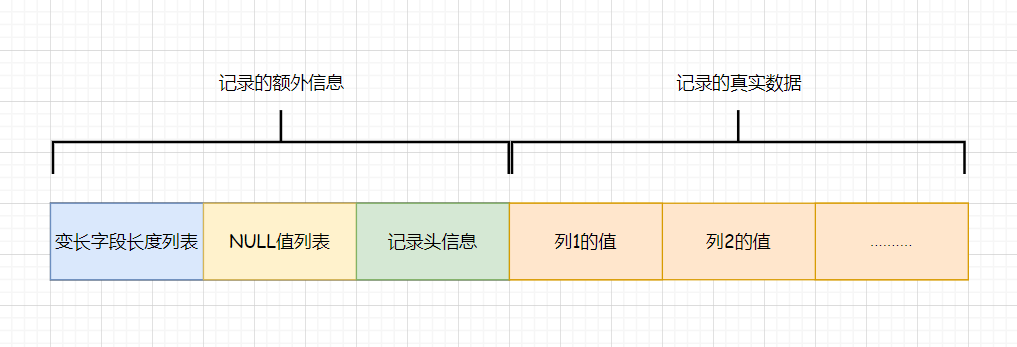 记录的额外信息
记录的真实数据
变长字段长度列表
NULL值列表
记录头信息
列1的值
列2的值
..........